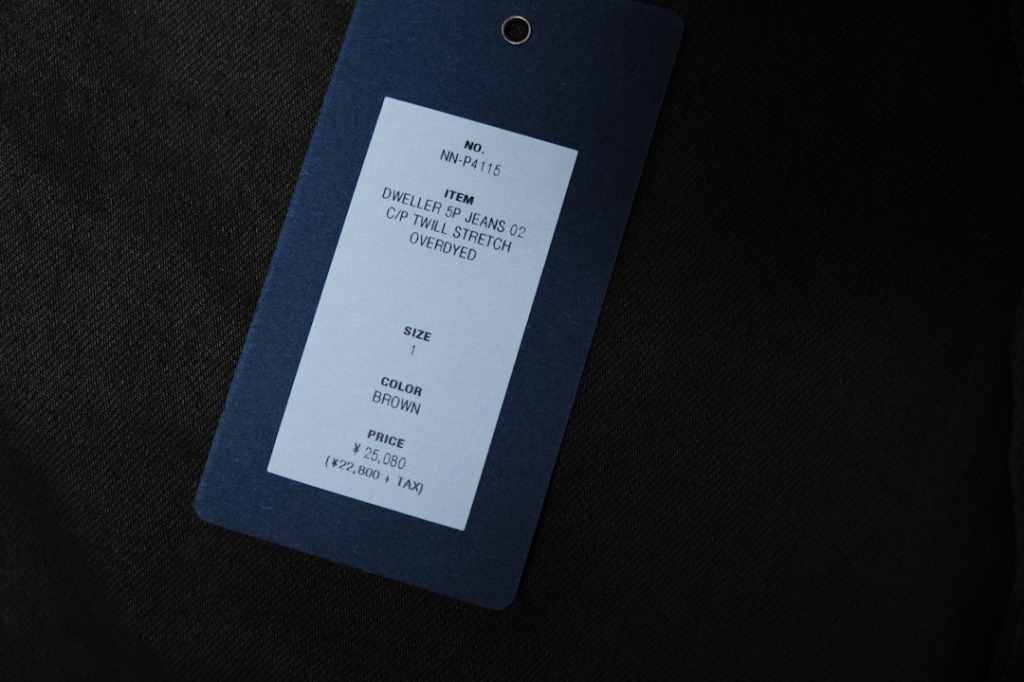 NO.
NN-P4115
ITEM
DWELLER 5P JEANS 02
C/P TWILL STRETCH
OVERDYED
SIZE
1
COLOR
BROWN
PRICE
¥ 25,080
(¥22,800 + TAX)